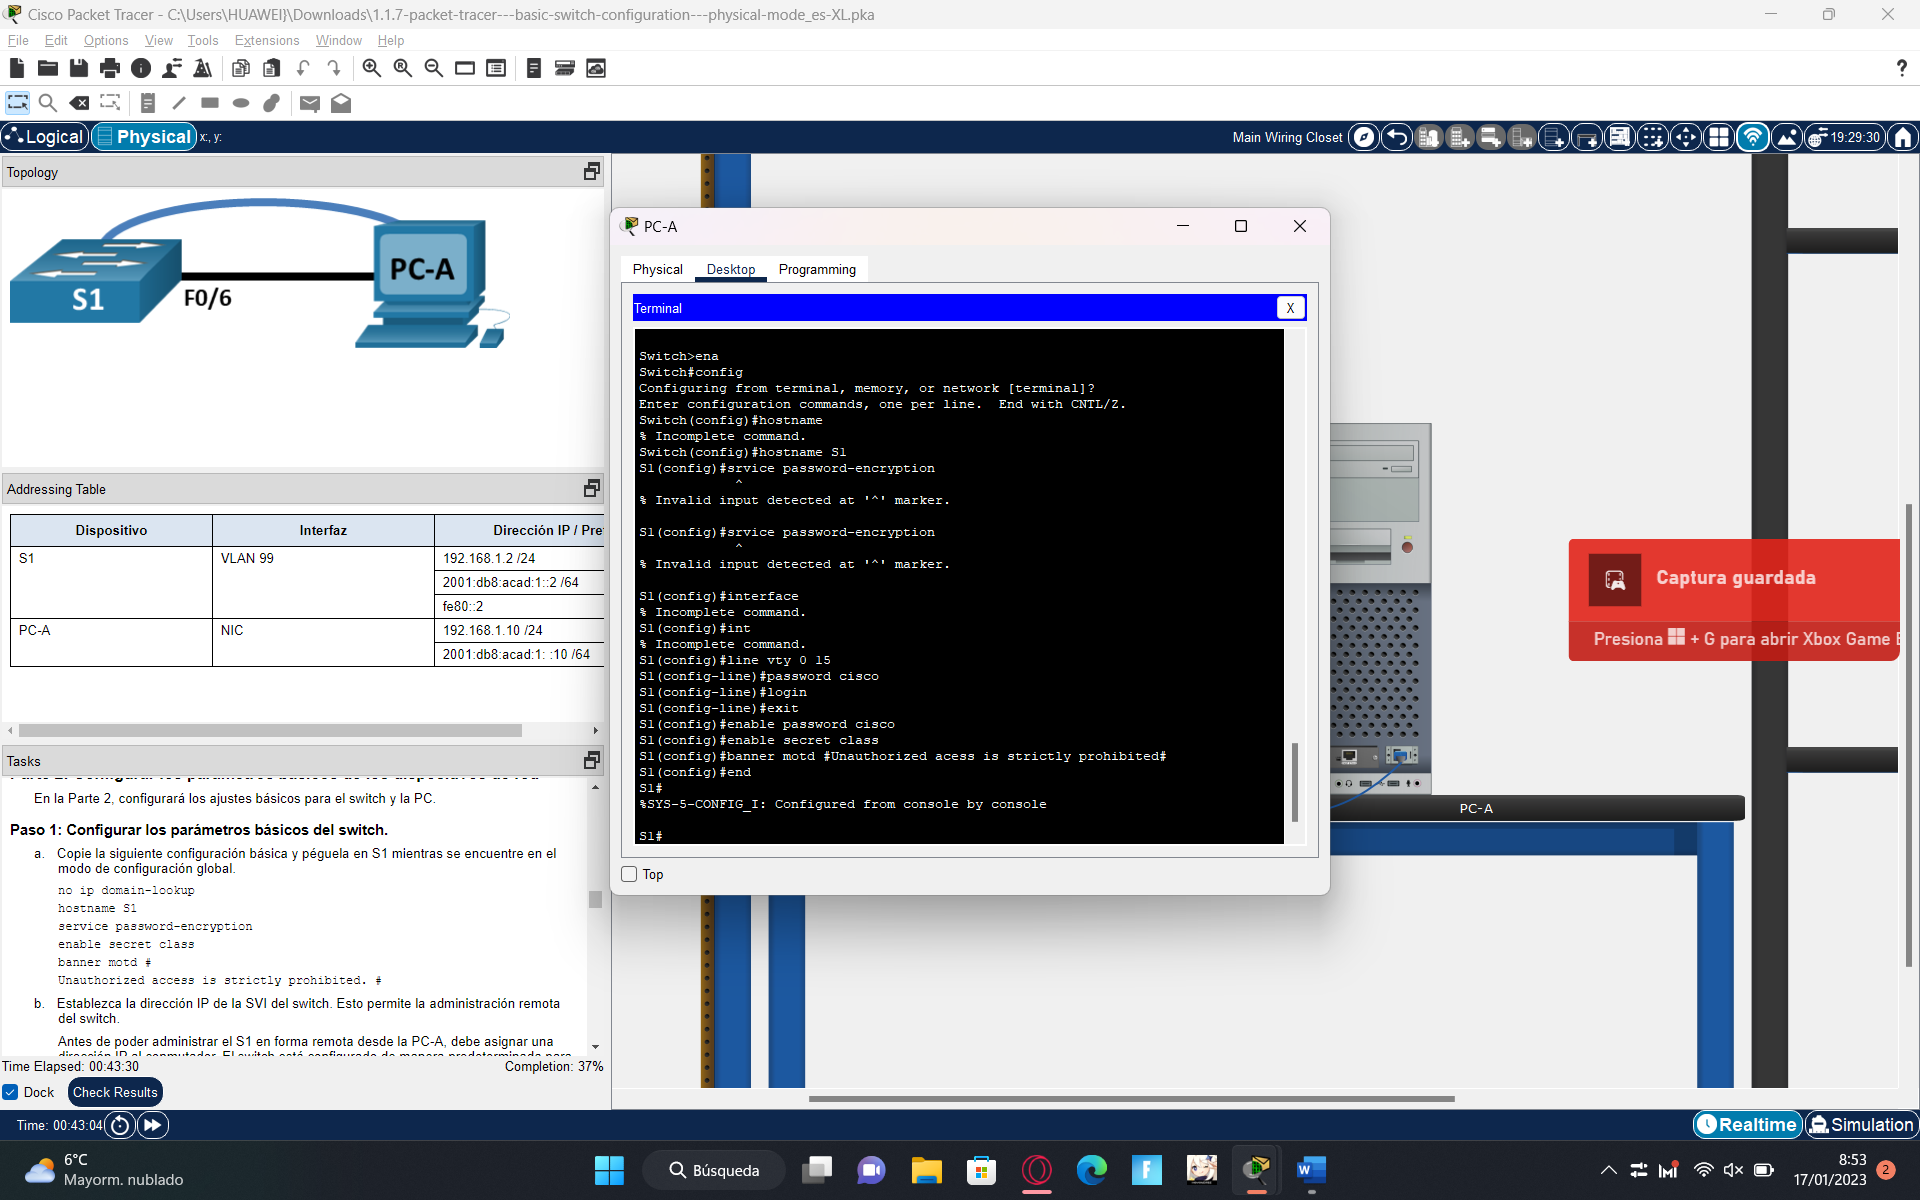 Cisco Packet Tracer - C:\Users\HUAWEI}\Downloads\1.1.7-packet-tracer---basic-switch-configuration---physical-mode_es-XL.pka
File Edit Options View Tools Extensions Window Help
?
Logical Physical x:, y: Main Wiring Closet 19:29:30
Topology
S1
F0/6
PC-A
Addressing Table
Dispositivo Interfaz Dirección IP / Pre
S1 VLAN 99 192.168.1.2 /24
2001:db8:acad:1::2 /64
fe80::2
PC-A NIC 192.168.1.10 /24
2001:db8:acad:1: :10 /64
Tasks
En la Parte 2, configurará los ajustes básicos para el switch y la PC.
Paso 1: Configurar los parámetros básicos del switch.
a. Copie la siguiente configuración básica y péguela en S1 mientras se encuentre en el
modo de configuración global.
no ip domain-lookup
hostname S1
service password-encryption
enable secret class
banner motd #
Unauthorized access is strictly prohibited. #
b. Establezca la dirección IP de la SVI del switch. Esto permite la administración remota
del switch.
Antes de poder administrar el S1 en forma remota desde la PC-A, debe asignar una
Time Elapsed: 00:43:30 Completion: 37%
Dock Check Results
PC-A
Physical Desktop Programming
Terminal X
Switch>ena
Switch#config
Configuring from terminal, memory, or network [terminal]?
Enter configuration commands, one per line. End with CNTL/Z.
Switch(config)#hostname
% Incomplete command.
Switch(config)#hostname S1
S1(config)#srvice password-encryption
^
% Invalid input detected at '^' marker.
S1(config)#srvice password-encryption
^
% Invalid input detected at '^' marker.
S1(config)#interface
% Incomplete command.
S1(config)#int
% Incomplete command.
S1(config)#line vty 0 15
S1(config-line)#password cisco
S1(config-line)#login
S1(config-line)#exit
S1(config)#enable password cisco
S1(config)#enable secret class
S1(config)#banner motd #Unauthorized acess is strictly prohibited#
S1(config)#end
S1#
%SYS-5-CONFIG_I: Configured from console by console
S1#
Top
PC-A
Captura guardada
Presiona + G para abrir Xbox Game
Time: 00:43:04 Realtime Simulation
6°C
Mayorm. nublado
Búsqueda
8:53
17/01/2023
2